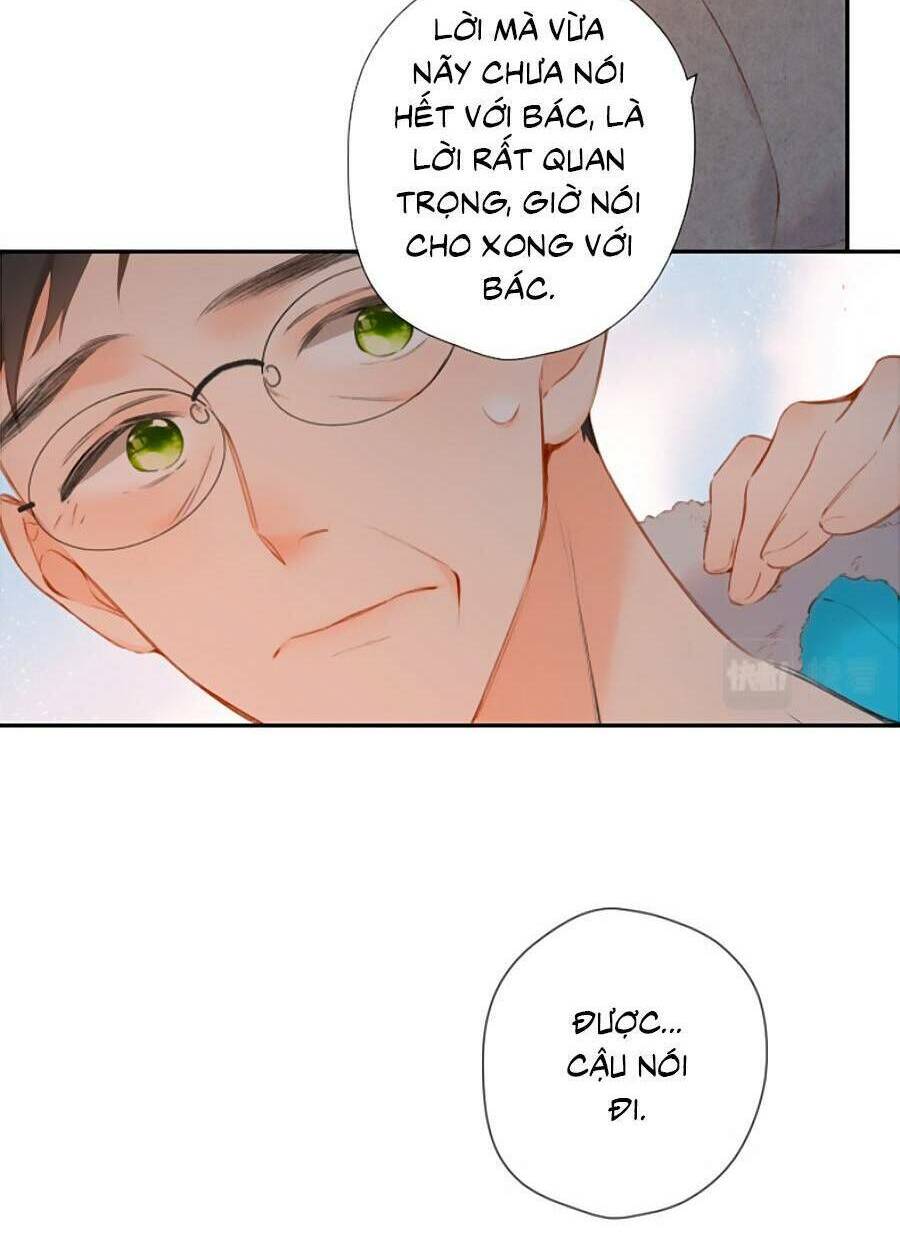 LỜI MÀ VỪA
NÃY CHƯA NÓI
HẾT VỚI BÁC, LÀ
LỜI RẤT QUAN
TRỌNG, GIỜ NÓI
CHO XONG VỚI
BÁC.
ĐƯỢC...
CẬU NÓI
ĐI.